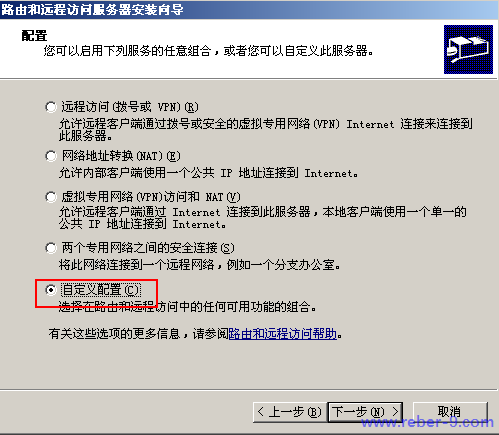 路由和远程访问服务器安装向导
配置
您可以启用下列服务的任意组合，或者您可以自定义此服务器。
远程访问(拨号或 VPN)(R)
允许远程客户端通过拨号或安全的虚拟专用网络(VPN) Internet 连接来连接到
此服务器。
网络地址转换(NAT)(E)
允许内部客户端使用一个公共 IP 地址连接到 Internet。
虚拟专用网络(VPN)访问和 NAT(V)
允许远程客户端通过 Internet 连接到此服务器，本地客户端使用一个单一的
公共 IP 地址连接到 Internet。
两个专用网络之间的安全连接(S)
将此网络连接到一个远程网络，例如一个分支办公室。
自定义配置(C)
选择在路由和远程访问中的任何可用功能的组合。
有关这些选项的更多信息，请参阅路由和远程访问帮助。
< 上一步(B) 下一步(N) > 取消
www.reber-9.com